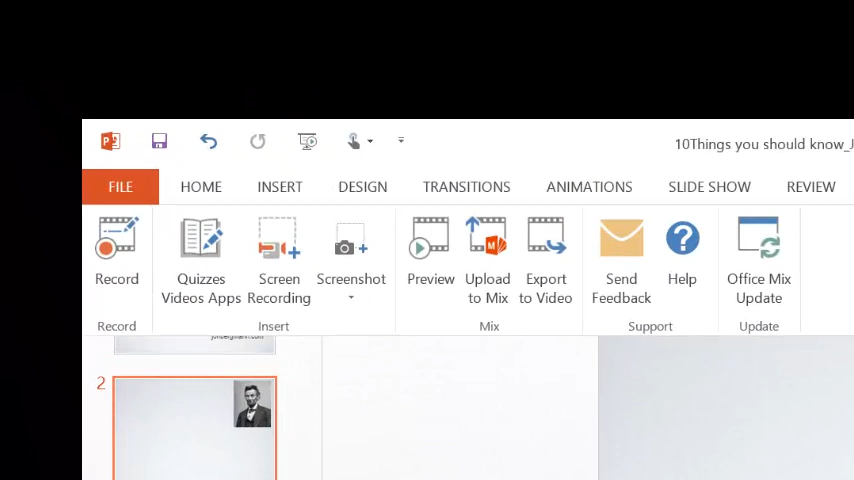 10Things you should know_J
FILE HOME INSERT DESIGN TRANSITIONS ANIMATIONS SLIDE SHOW REVIEW
Record Quizzes Videos Apps Screen Recording Screenshot Preview Upload to Mix Export to Video Send Feedback Help Office Mix Update
Record Insert Mix Support Update
2